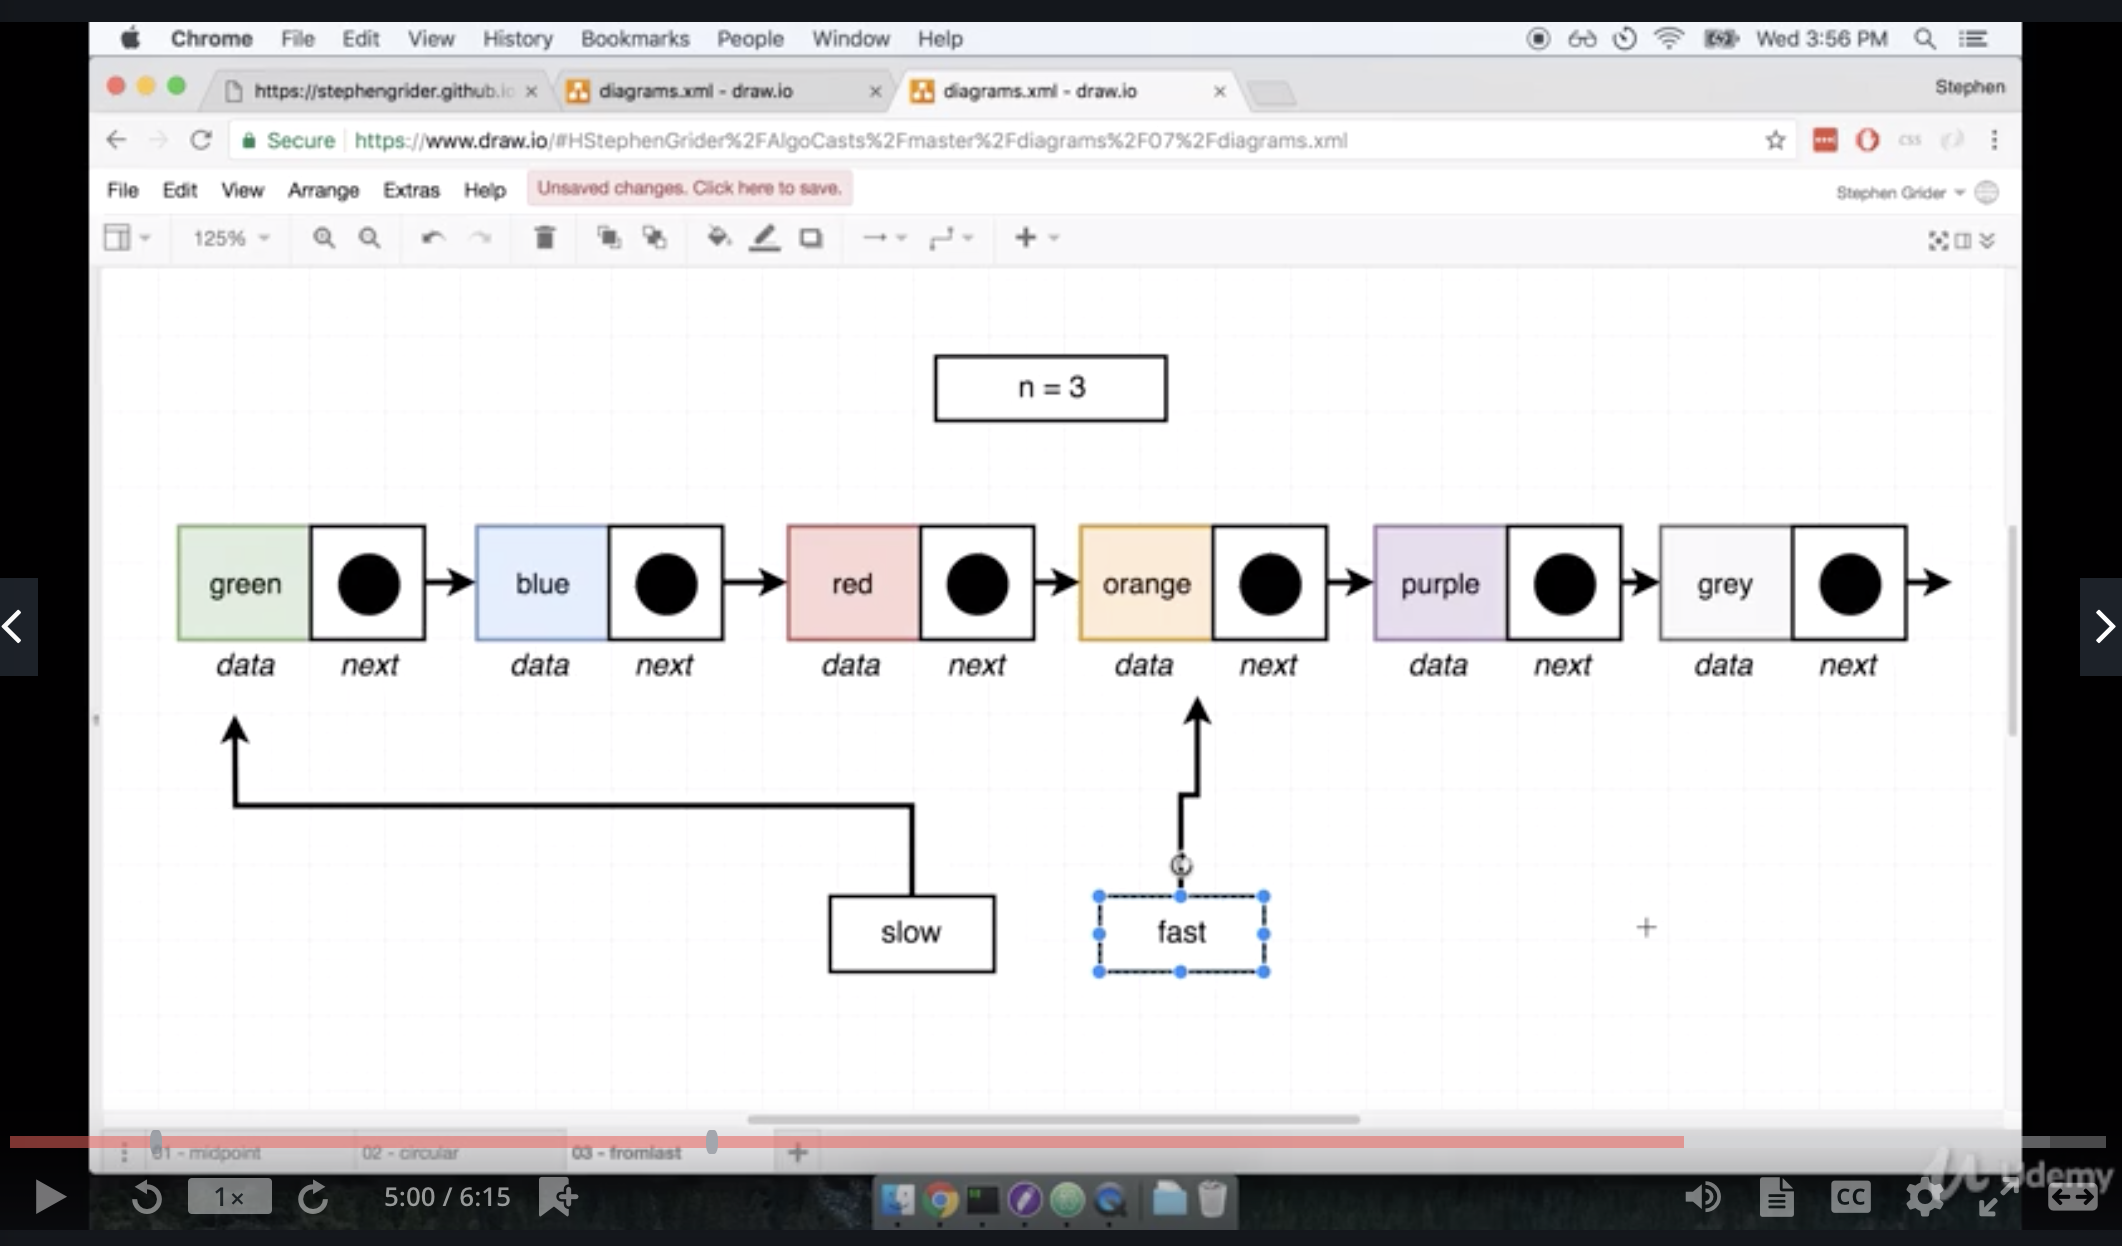 Chrome File Edit View History Bookmarks People Window Help Wed 3:56 PM
https://stephengrider.github.io diagrams.xml - draw.io diagrams.xml - draw.io Stephen
Secure https://www.draw.io/#HStephenGrider%2FAlgoCasts%2Fmaster%2Fdiagrams%2F07%2Fdiagrams.xml css
File Edit View Arrange Extras Help Unsaved changes. Click here to save. Stephen Grider
125%
n = 3
green blue red orange purple grey
data next data next data next data next data next data next
slow fast
01 - midpoint 02 - circular 03 - fromlast
1x 5:00 / 6:15 CC
Udemy